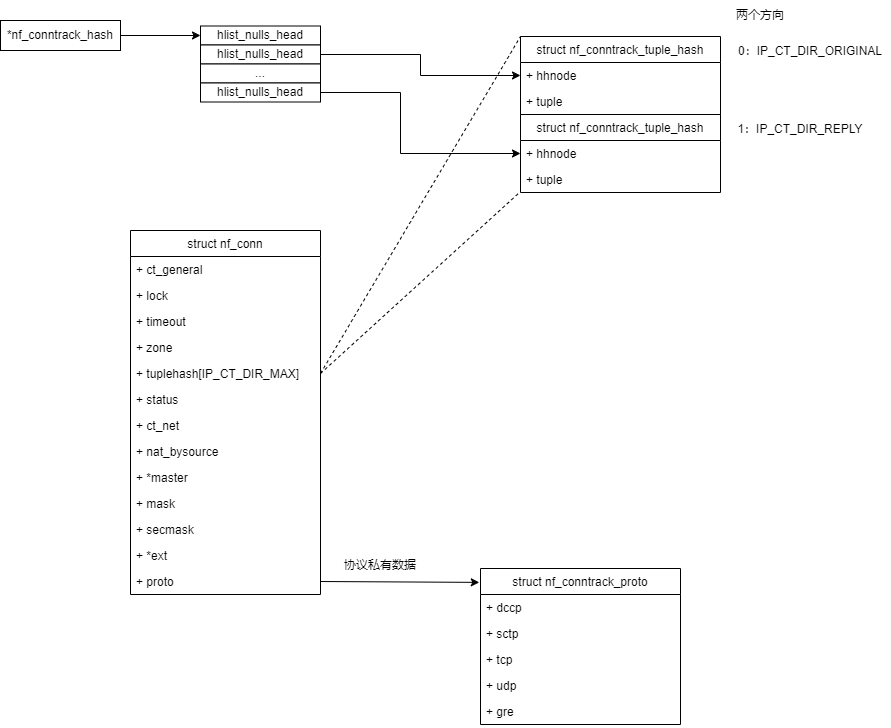 两个方向
*nf_conntrack_hash
hlist_nulls_head
hlist_nulls_head
...
hlist_nulls_head
struct nf_conntrack_tuple_hash
0：IP_CT_DIR_ORIGINAL
+ hhnode
+ tuple
struct nf_conntrack_tuple_hash
1：IP_CT_DIR_REPLY
+ hhnode
+ tuple
struct nf_conn
+ ct_general
+ lock
+ timeout
+ zone
+ tuplehash[IP_CT_DIR_MAX]
+ status
+ ct_net
+ nat_bysource
+ *master
+ mask
+ secmask
+ *ext
+ proto
协议私有数据
struct nf_conntrack_proto
+ dccp
+ sctp
+ tcp
+ udp
+ gre